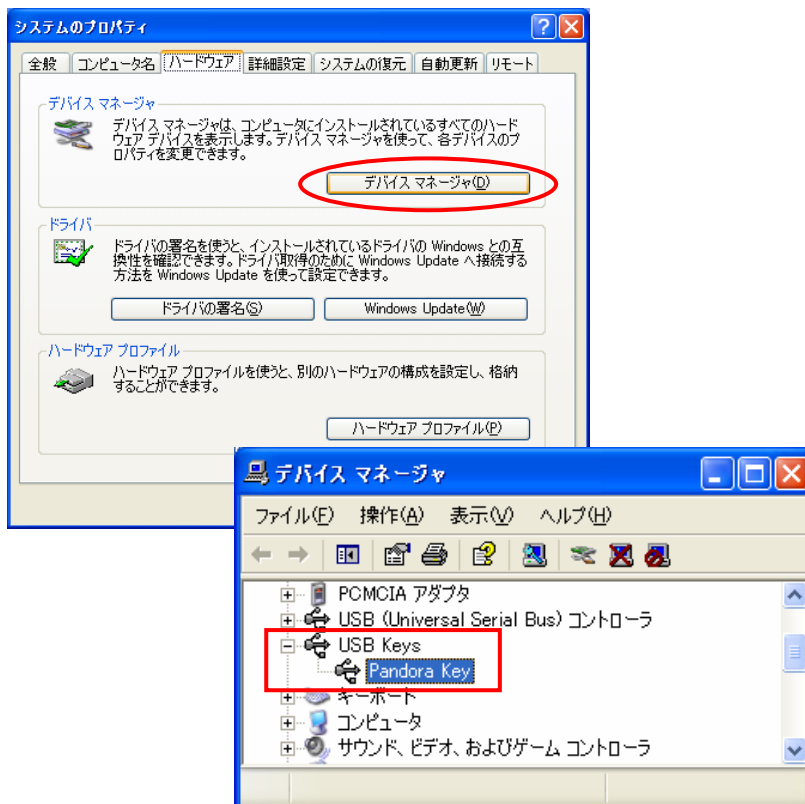 システムのプロパティ
全般 コンピュータ名 ハードウェア 詳細設定 システムの復元 自動更新 リモート
デバイス マネージャ
デバイス マネージャは、コンピュータにインストールされているすべてのハード
ウェア デバイスを表示します。デバイス マネージャを使って、各デバイスのプ
ロパティを変更できます。
デバイス マネージャ(D)
ドライバ
ドライバの署名を使うと、インストールされているドライバの Windows との互
換性を確認できます。ドライバ取得のために Windows Update へ接続する
方法を Windows Update を使って設定できます。
ドライバの署名(S) Windows Update(W)
ハードウェア プロファイル
ハードウェア プロファイルを使うと、別のハードウェアの構成を設定し、格納
することができます。
ハードウェア プロファイル(P)
デバイス マネージャ
ファイル(F) 操作(A) 表示(V) ヘルプ(H)
PCMCIA アダプタ
USB (Universal Serial Bus) コントローラ
USB Keys
Pandora Key
キーボード
コンピュータ
サウンド、ビデオ、およびゲーム コントローラ